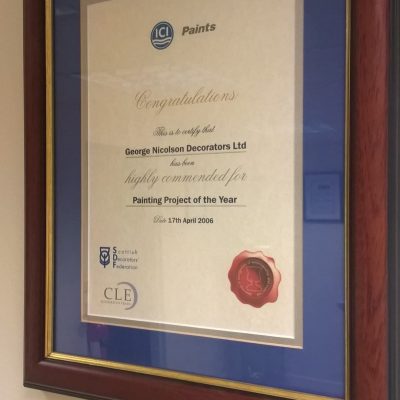 ICI Paints
Congratulations
This is to certify that
George Nicolson Decorators Ltd
has been
highly commended for
Painting Project of the Year
Date 17th April 2006
Scottish
Decorators'
Federation
SDF
CLE